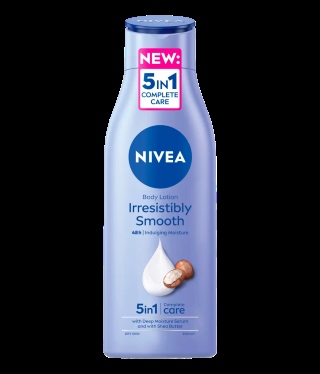 NEW:
5IN1
COMPLETE
CARE
NIVEA
Body Lotion
Irresistibly
Smooth
48h | Indulging Moisture
5in1 | Complete care
with Deep Moisture Serum
and with Shea Butter